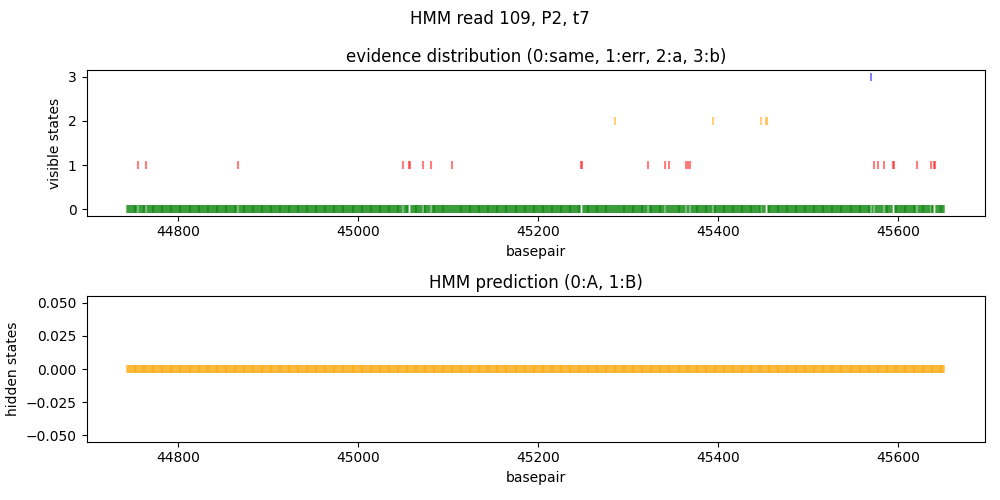 HMM read 109, P2, t7
evidence distribution (0:same, 1:err, 2:a, 3:b)
visible states
3
2
1
0
44800 45000 45200 45400 45600
basepair
HMM prediction (0:A, 1:B)
hidden states
0.050
0.025
0.000
−0.025
−0.050
44800 45000 45200 45400 45600
basepair